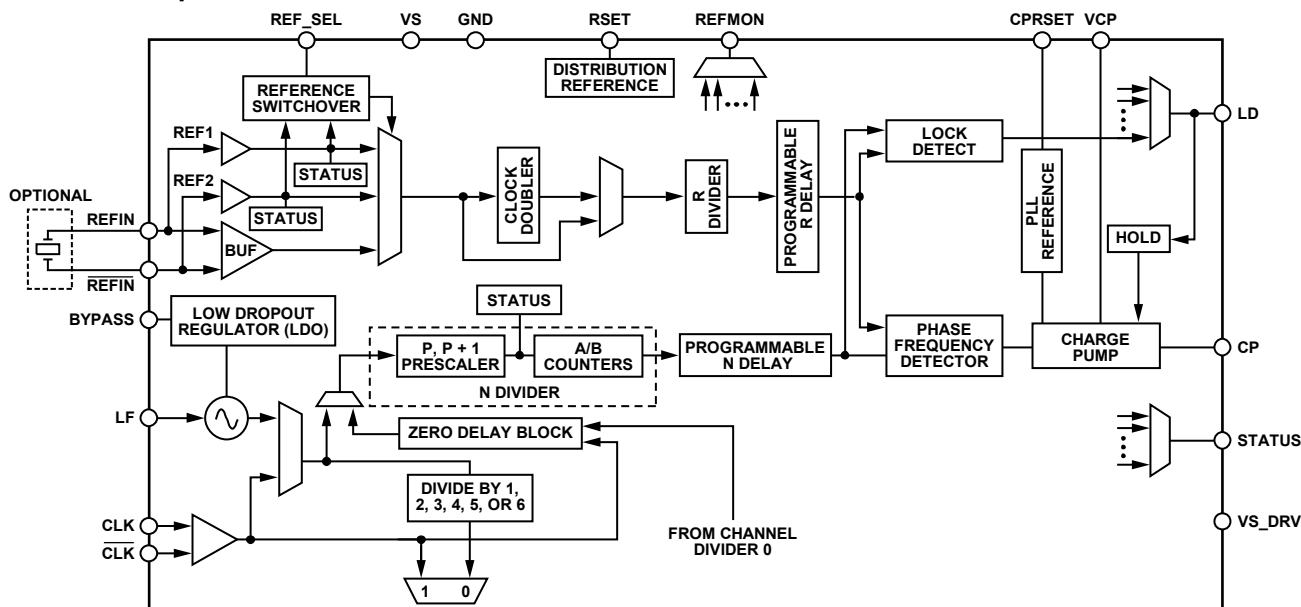 REF_SEL
VS
GND
RSET
REFMON
CPRSET
VCP
REFERENCE
SWITCHOVER
DISTRIBUTION
REFERENCE
REF1
REF2
STATUS
STATUS
BUF
OPTIONAL
REFIN
REFIN
CLOCK
DOUBLER
R
DIVIDER
PROGRAMMABLE
R DELAY
LOCK
DETECT
PLL
REFERENCE
HOLD
LD
BYPASS
LOW DROPOUT
REGULATOR (LDO)
STATUS
P, P + 1
PRESCALER
A/B
COUNTERS
N DIVIDER
PROGRAMMABLE
N DELAY
PHASE
FREQUENCY
DETECTOR
CHARGE
PUMP
CP
LF
ZERO DELAY BLOCK
STATUS
DIVIDE BY 1,
2, 3, 4, 5, OR 6
CLK
CLK
FROM CHANNEL
DIVIDER 0
VS_DRV
1 0